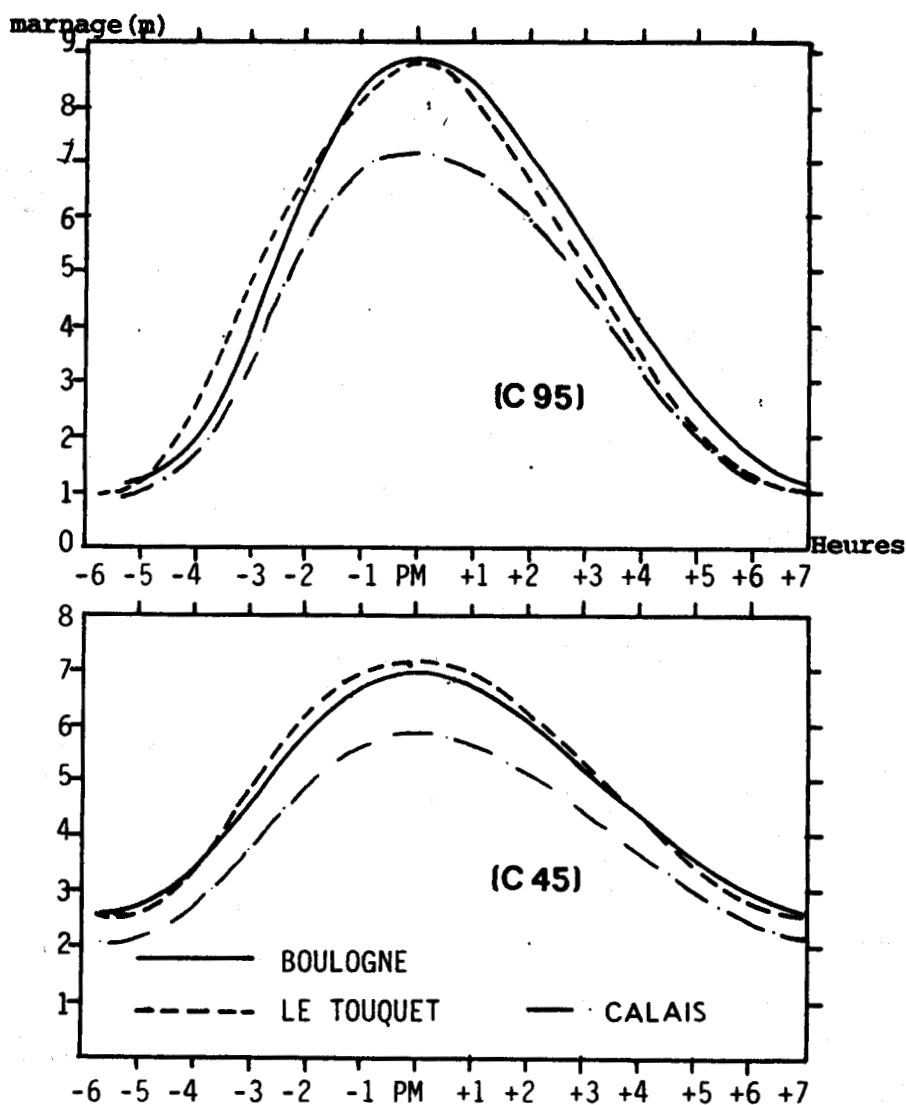 marnage(m)
9
8
7
6
5
4
3
2
1
0
(C 95)
Heures
-6 -5 -4 -3 -2 -1 PM +1 +2 +3 +4 +5 +6 +7
8
7
6
5
4
3
2
1
(C 45)
BOULOGNE
LE TOUQUET CALAIS
-6 -5 -4 -3 -2 -1 PM +1 +2 +3 +4 +5 +6 +7